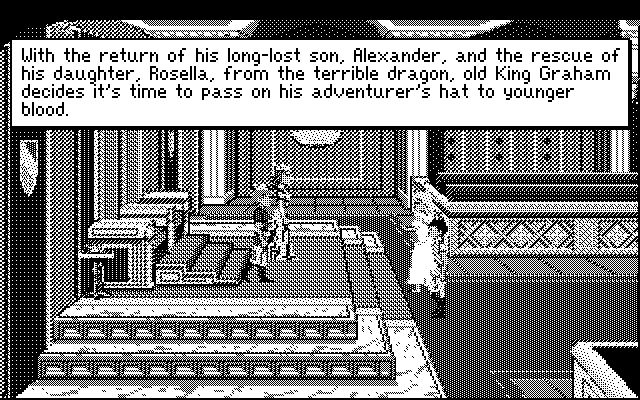 With the return of his long-lost son, Alexander, and the rescue of
his daughter, Rosella, from the terrible dragon, old King Graham
decides it's time to pass on his adventurer's hat to younger
blood.